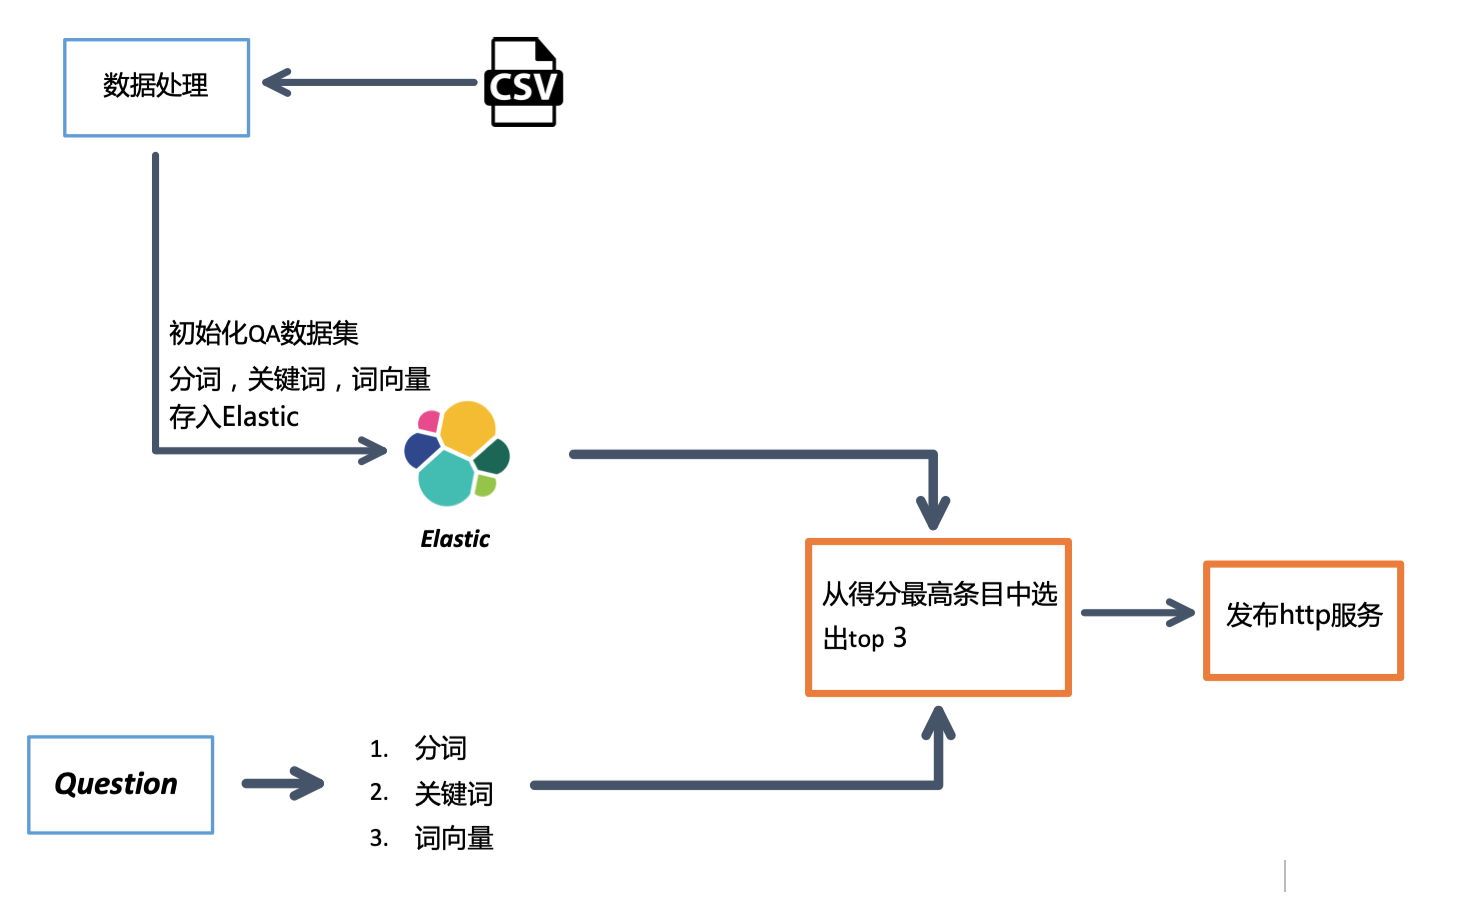 数据处理
CSV
初始化QA数据集
分词，关键词，词向量
存入Elastic
Elastic
从得分最高条目中选
出top 3
发布http服务
Question
1. 分词
2. 关键词
3. 词向量